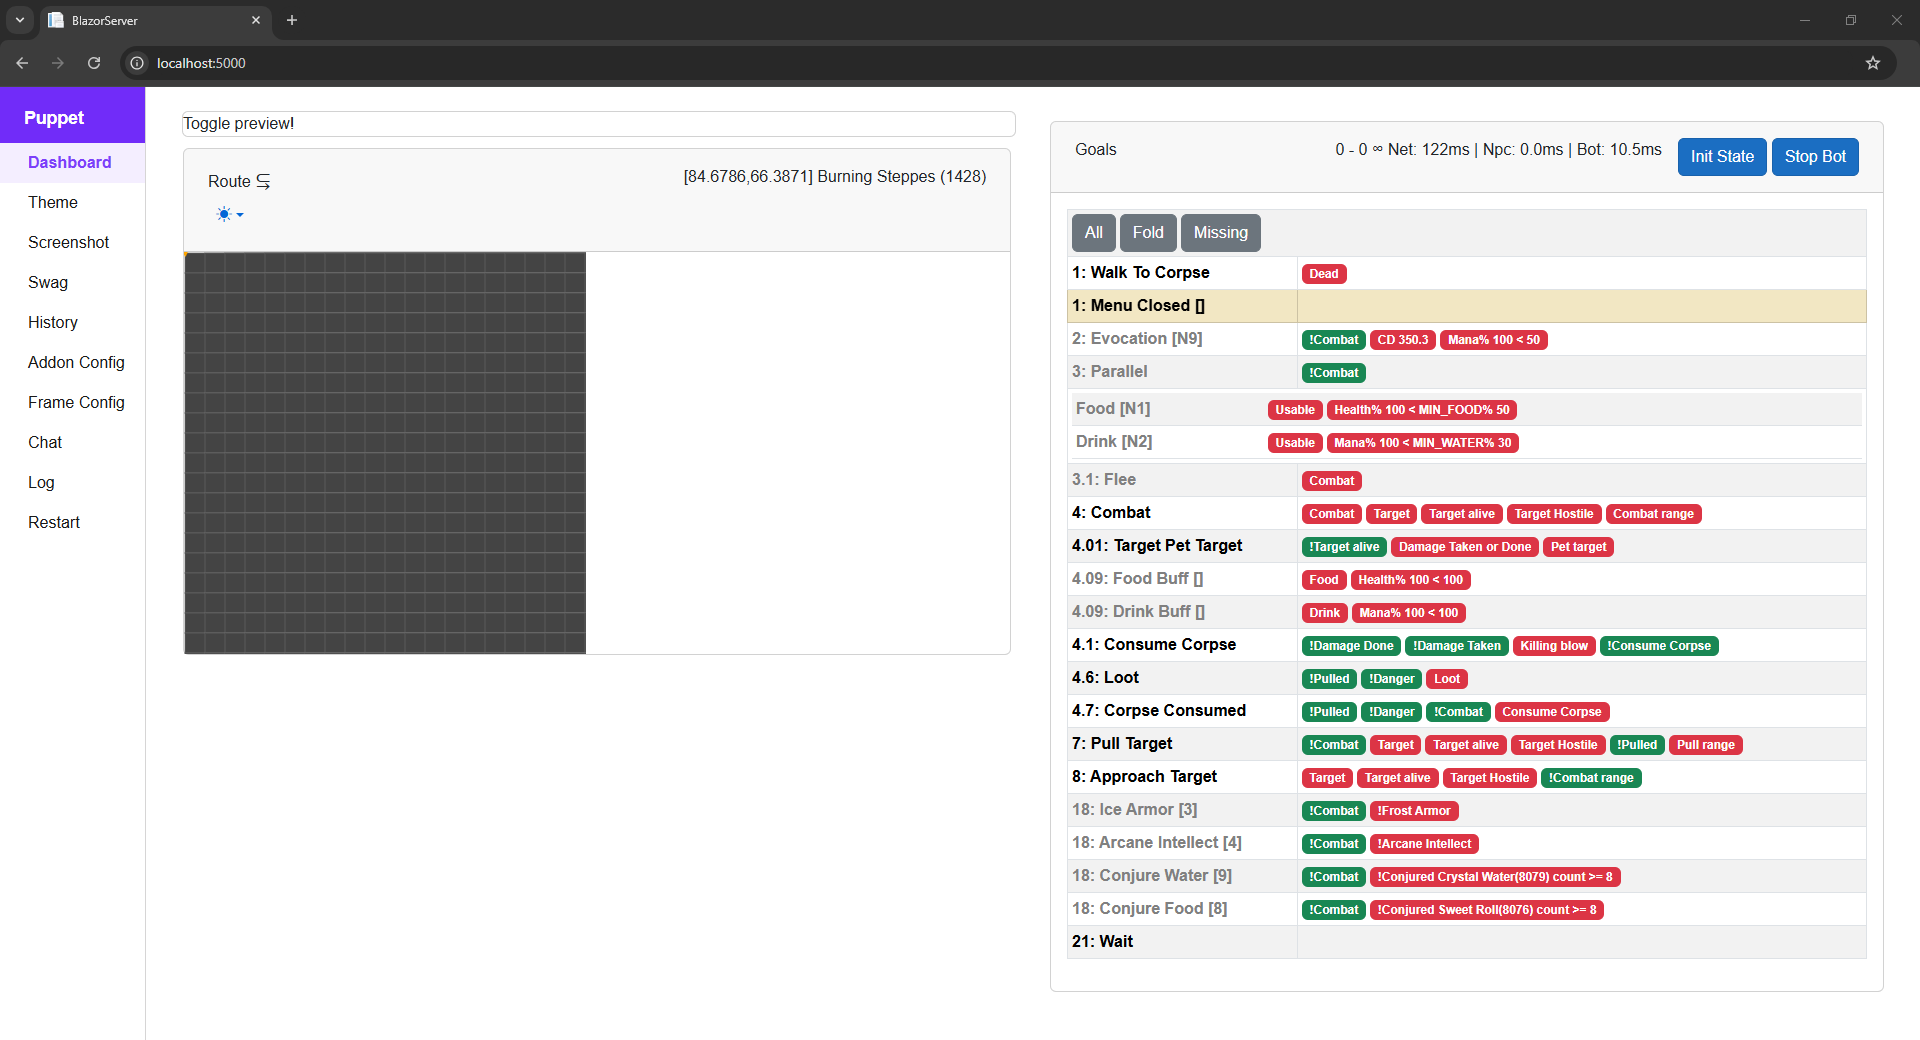 BlazorServer
localhost:5000
Puppet
Dashboard
Theme
Screenshot
Swag
History
Addon Config
Frame Config
Chat
Log
Restart
Toggle preview!
Route
[84.6786,66.3871] Burning Steppes (1428)
Goals
0 - 0 ∞ Net: 122ms | Npc: 0.0ms | Bot: 10.5ms
Init State Stop Bot
All Fold Missing
1: Walk To Corpse Dead
1: Menu Closed []
2: Evocation [N9] !Combat CD 350.3 Mana% 100 < 50
3: Parallel !Combat
Food [N1] Usable Health% 100 < MIN_FOOD% 50
Drink [N2] Usable Mana% 100 < MIN_WATER% 30
3.1: Flee Combat
4: Combat Combat Target Target alive Target Hostile Combat range
4.01: Target Pet Target !Target alive Damage Taken or Done Pet target
4.09: Food Buff [] Food Health% 100 < 100
4.09: Drink Buff [] Drink Mana% 100 < 100
4.1: Consume Corpse !Damage Done !Damage Taken Killing blow !Consume Corpse
4.6: Loot !Pulled !Danger Loot
4.7: Corpse Consumed !Pulled !Danger !Combat Consume Corpse
7: Pull Target !Combat Target Target alive Target Hostile !Pulled Pull range
8: Approach Target Target Target alive Target Hostile !Combat range
18: Ice Armor [3] !Combat !Frost Armor
18: Arcane Intellect [4] !Combat !Arcane Intellect
18: Conjure Water [9] !Combat !Conjured Crystal Water(8079) count >= 8
18: Conjure Food [8] !Combat !Conjured Sweet Roll(8076) count >= 8
21: Wait